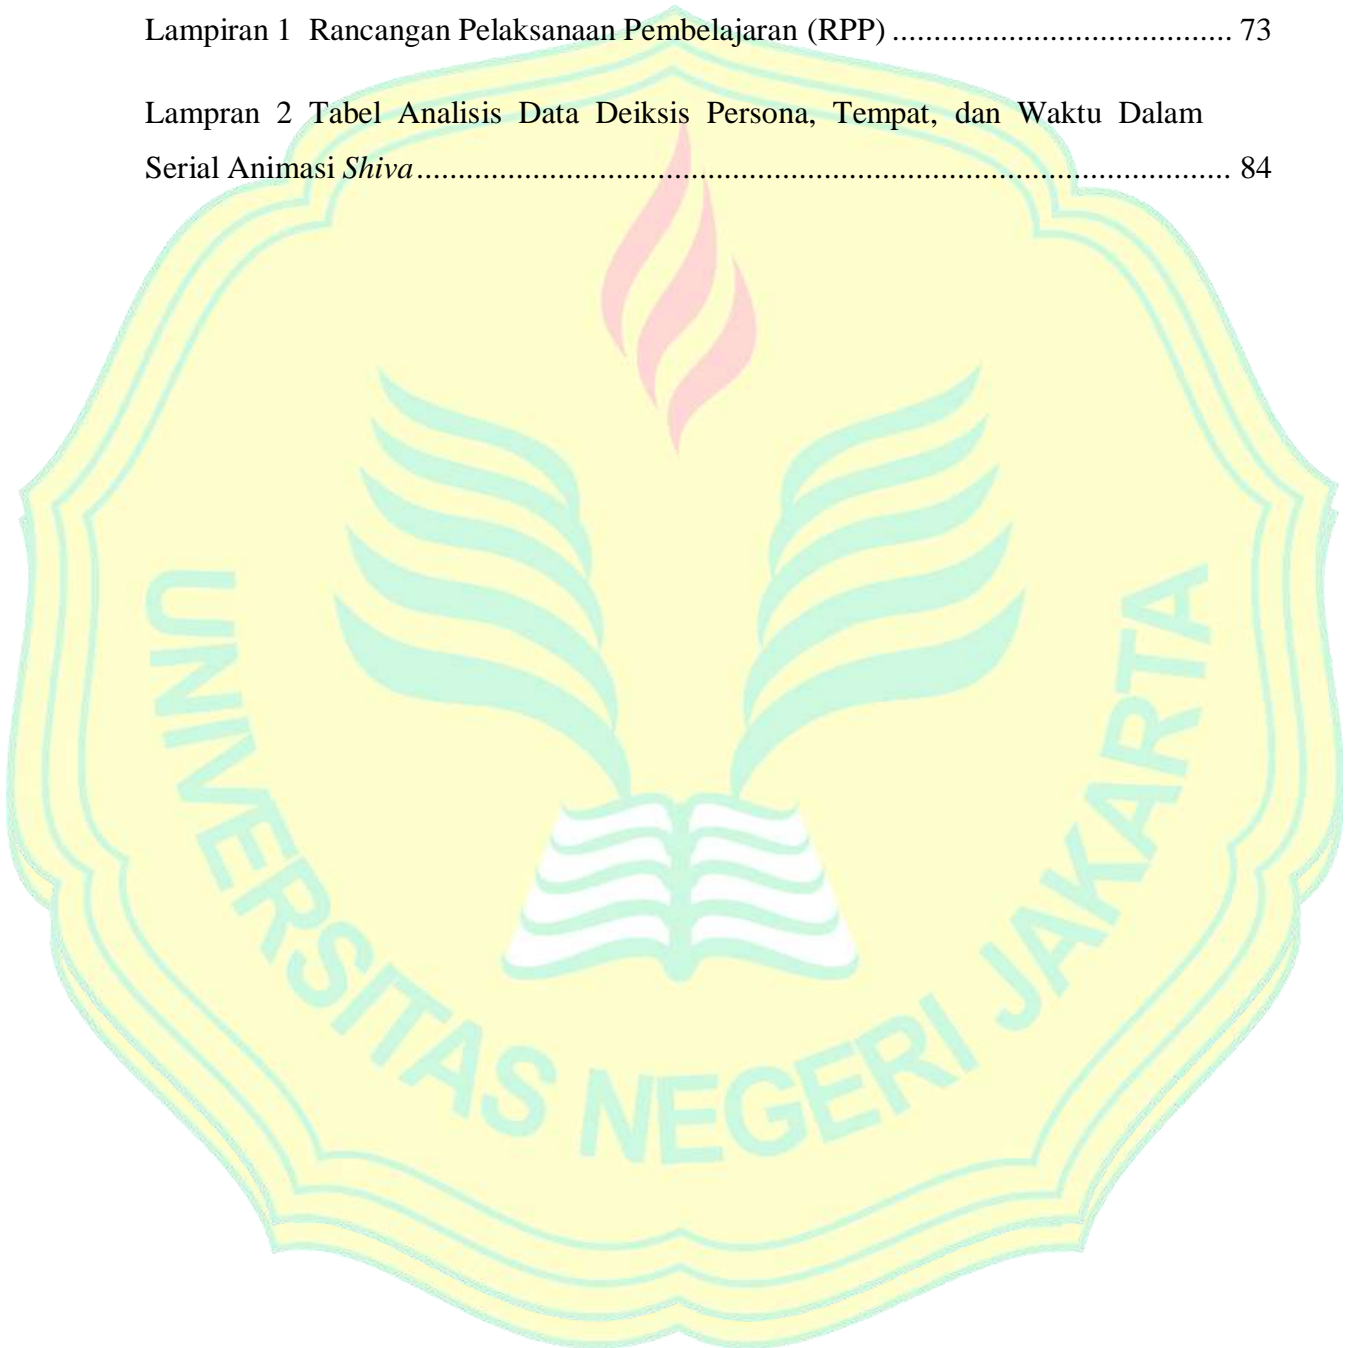 Lampiran 1 Rancangan Pelaksanaan Pembelajaran (RPP) ......................................... 73
Lampran 2 Tabel Analisis Data Deiksis Persona, Tempat, dan Waktu Dalam
Serial Animasi Shiva.................................................................................................. 84
UNIVERSITAS NEGERI JAKARTA